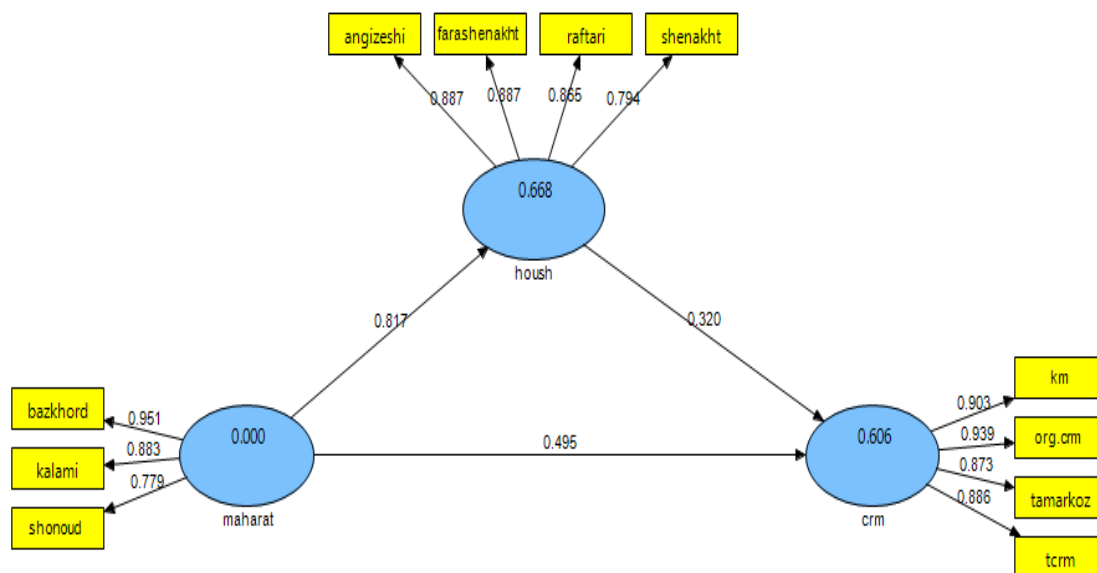 angizeshi
farashenakht
raftari
shenakht
0.887
0.887
0.865
0.794
0.668
housh
0.817
0.320
km
bazkhord
0.951
0.903
org.crm
0.000
0.495
0.606
0.939
kalami
0.883
0.873
tamarkoz
0.779
0.886
shonoud
maharat
crm
tcrm